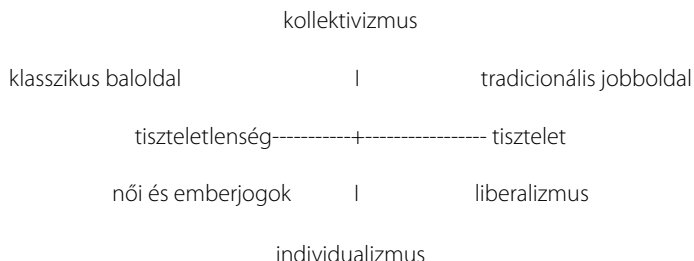 kollektivizmus
klasszikus baloldal | tradicionális jobboldal
tiszteletlenség-----------+----------------- tisztelet
női és emberjogok | liberalizmus
individualizmus